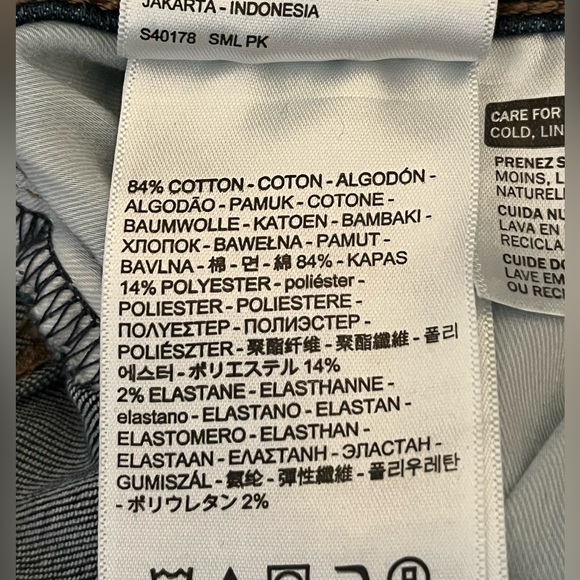 JAKARTA - INDONESIA
S40178 SML PK
84% COTTON - COTON - ALGODÓN -
ALGODÃO - PAMUK - COTONE -
BAUMWOLLE - KATOEN - BAMBAKI -
ХЛОПОК - BAWEŁNA - PAMUT -
BAVLNA - 棉 - 면 - 綿 84% - KAPAS
14% POLYESTER - poliéster -
POLIESTER - POLIESTERE -
ΠΟΛΥΕΣΤΕΡ - ПОЛИЭСТЕР -
POLIÉSZTER - 聚酯纤维 - 聚酯纖維 - 폴리
에스터 - ポリエステル 14%
2% ELASTANE - ELASTHANNE -
elastano - ELASTANO - ELASTAN -
ELASTOMERO - ELASTHAN -
ELASTAAN - ΕΛΑΣΤΑΝΗ - ЭЛАСТАН -
GUMISZÁL - 氨纶 - 彈性纖維 - 폴리우레탄
- ポリウレタン 2%
CARE FOR
COLD, LIN
PRENEZ S
MOINS, L
NATUREL
CUIDA NU
LAVA EN
RECICLA
CUIDE DO
LAVE EM
OU RECI